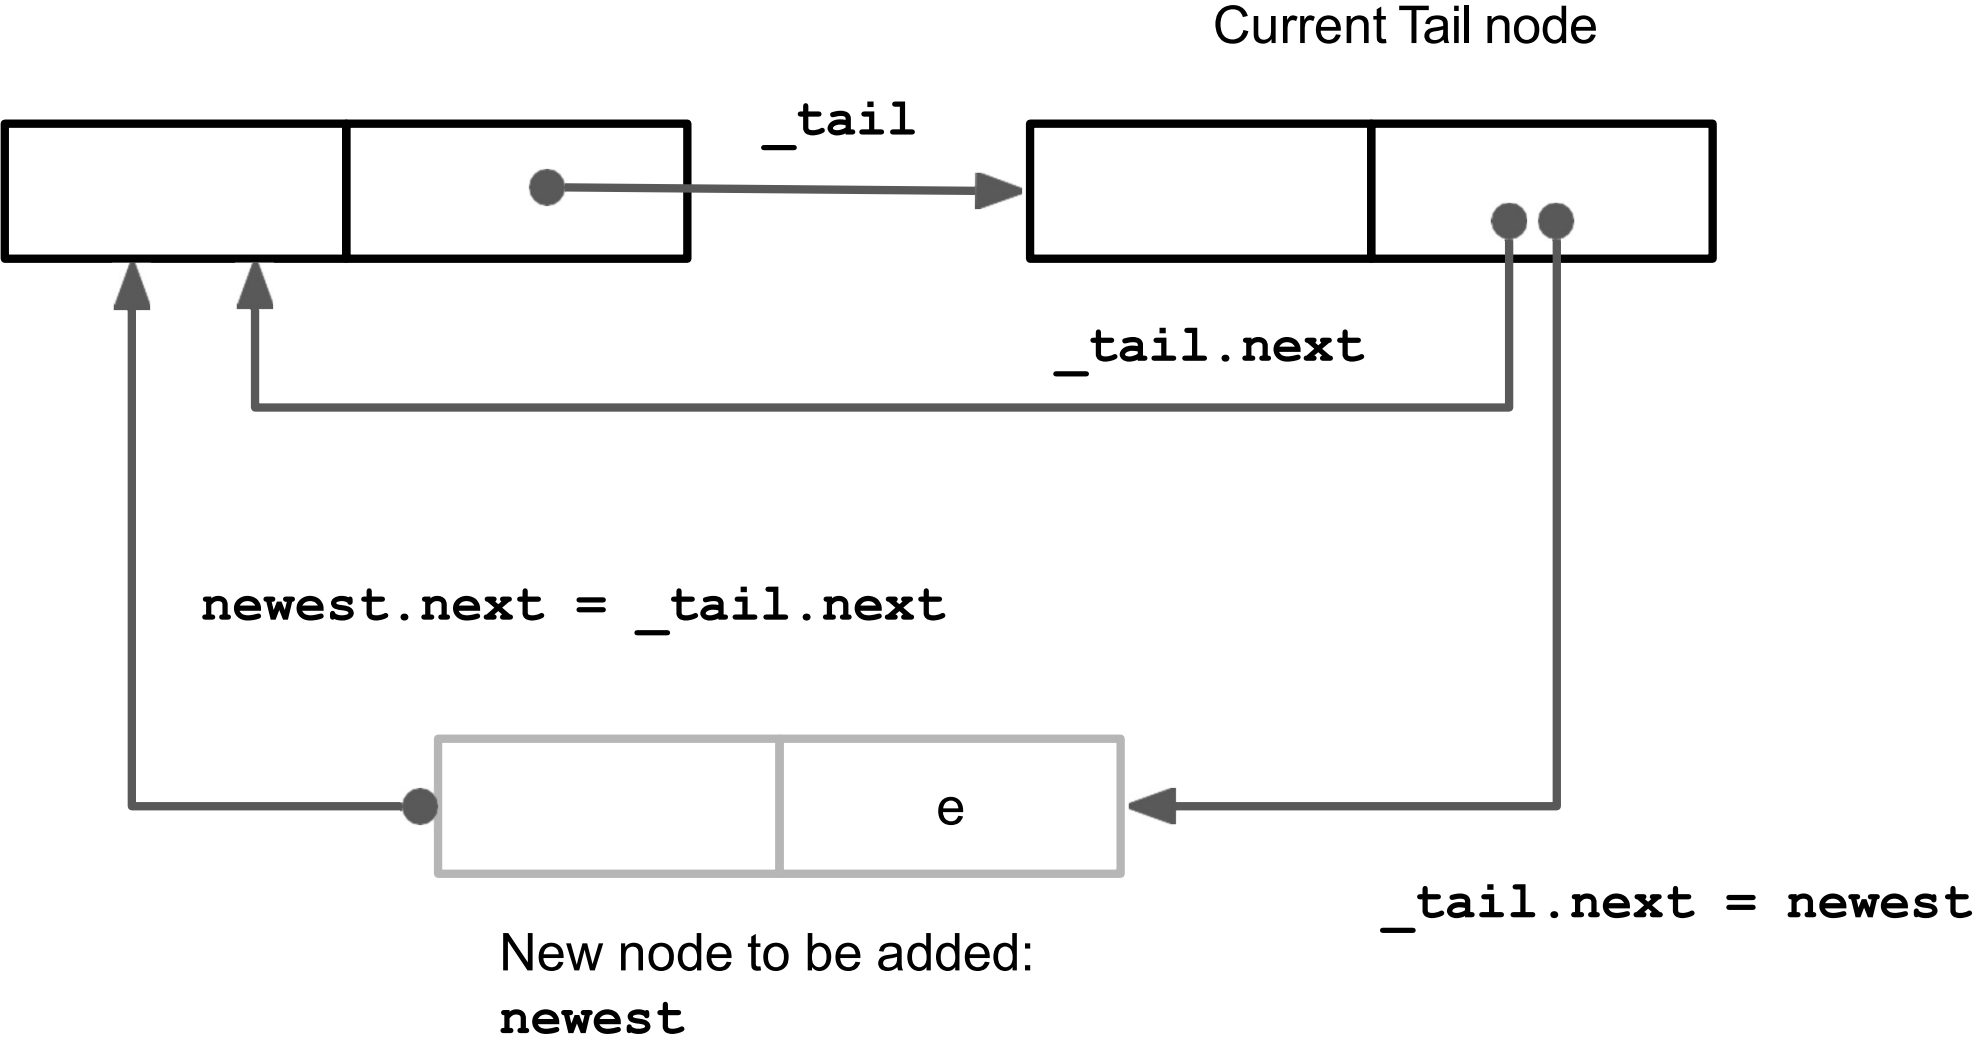 Current Tail node
_tail
_tail.next
newest.next = _tail.next
e
_tail.next = newest
New node to be added:
newest